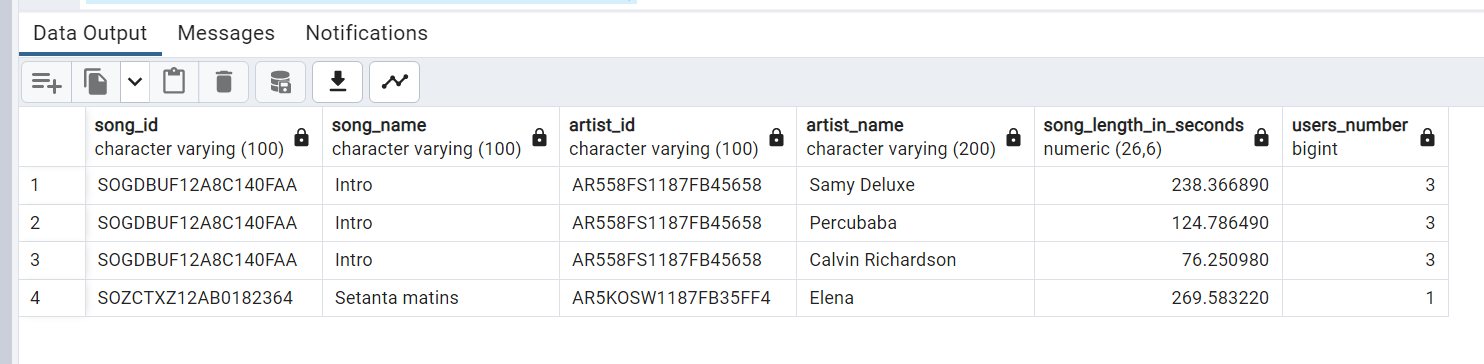 Data Output Messages Notifications
song_id song_name artist_id artist_name song_length_in_seconds users_number
character varying (100) character varying (100) character varying (100) character varying (200) numeric (26,6) bigint
1 SOGDBUF12A8C140FAA Intro AR558FS1187FB45658 Samy Deluxe 238.366890 3
2 SOGDBUF12A8C140FAA Intro AR558FS1187FB45658 Percubaba 124.786490 3
3 SOGDBUF12A8C140FAA Intro AR558FS1187FB45658 Calvin Richardson 76.250980 3
4 SOZCTXZ12AB0182364 Setanta matins AR5KOSW1187FB35FF4 Elena 269.583220 1